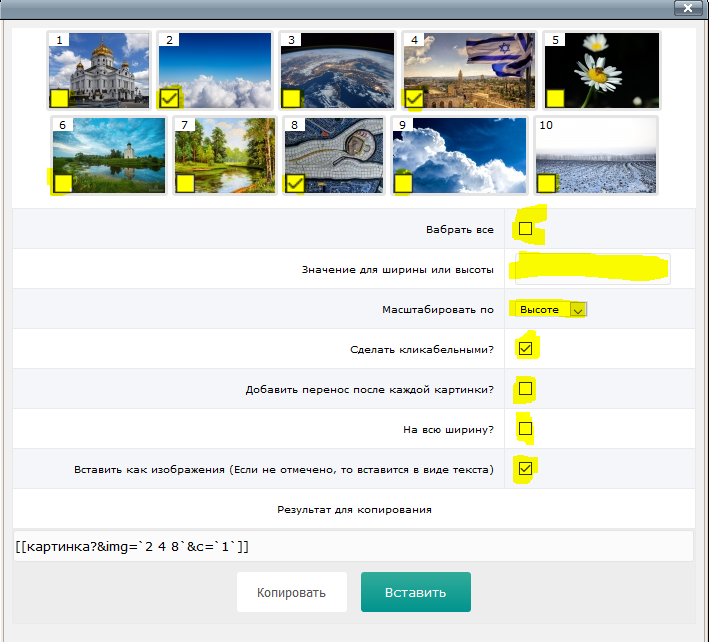 1 2 3 4 5
6 7 8 9 10
Вабрать все
Значение для ширины или высоты
Масштабировать по Высоте
Сделать кликабельными?
Добавить перенос после каждой картинки?
На всю ширину?
Вставить как изображения (Если не отмечено, то вставится в виде текста)
Результат для копирования
[[картинка?&img=`2 4 8`&c=`1`]]
Копировать Вставить